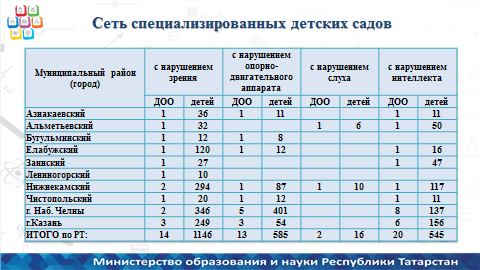 Сеть специализированных детских садов
Муниципальный район (город) с нарушением зрения с нарушением опорно-двигательного аппарата с нарушением слуха с нарушением интеллекта
ДОО детей ДОО детей ДОО детей ДОО детей
Азнакаевский 1 36 1 11 1 11
Альметьевский 1 32 1 6 1 50
Бугульминский 1 12 1 8
Елабужский 1 120 1 12 1 16
Заинский 1 27 1 47
Лениногорский 1 10
Нижнекамский 2 294 1 87 1 10 1 117
Чистопольский 1 20 1 12 1 11
г. Наб. Челны 2 346 5 401 8 137
г.Казань 3 249 3 54 6 156
ИТОГО по РТ: 14 1146 13 585 2 16 20 545
Министерство образования и науки Республики Татарстан